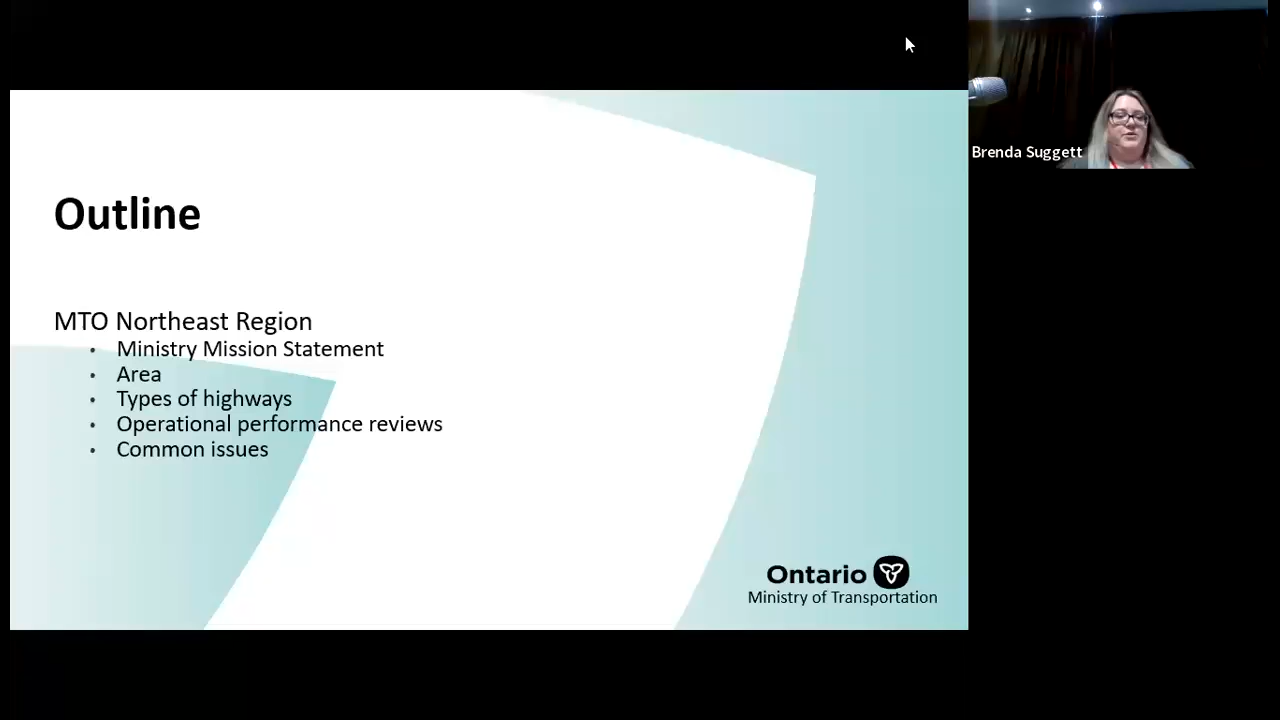 Outline
MTO Northeast Region
• Ministry Mission Statement
• Area
• Types of highways
• Operational performance reviews
• Common issues
Ontario
Ministry of Transportation
Brenda Suggett